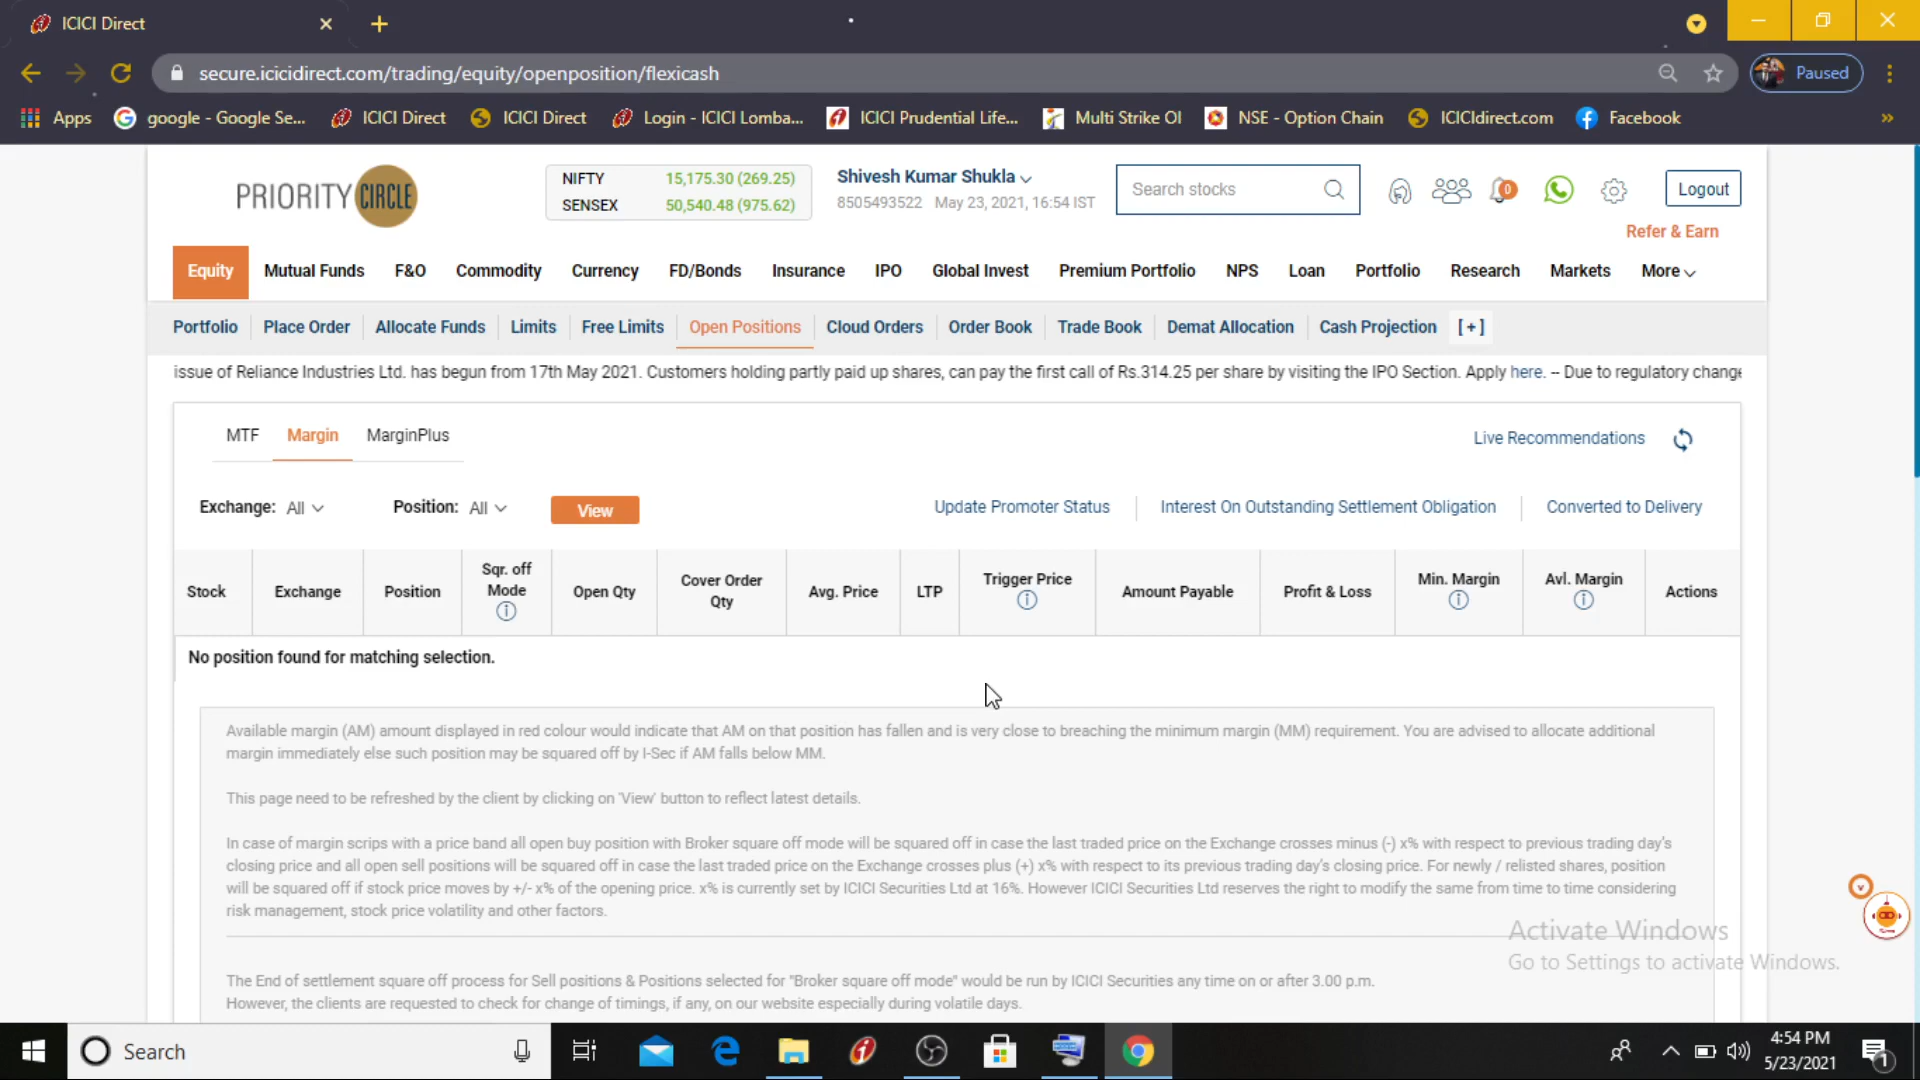 ICICI Direct
secure.icicidirect.com/trading/equity/openposition/flexicash
Paused
Apps
google - Google Se...
ICICI Direct
ICICI Direct
Login - ICICI Lomba...
ICICI Prudential Life...
Multi Strike OI
NSE - Option Chain
ICICIdirect.com
Facebook
»
PRIORITY CIRCLE
NIFTY 15,175.30 (269.25)
SENSEX 50,540.48 (975.62)
Shivesh Kumar Shukla
8505493522 May 23, 2021, 16:54 IST
Search stocks
0
Logout
Refer & Earn
Equity Mutual Funds F&O Commodity Currency FD/Bonds Insurance IPO Global Invest Premium Portfolio NPS Loan Portfolio Research Markets More
Portfolio Place Order Allocate Funds Limits Free Limits Open Positions Cloud Orders Order Book Trade Book Demat Allocation Cash Projection [+]
issue of Reliance Industries Ltd. has begun from 17th May 2021. Customers holding partly paid up shares, can pay the first call of Rs.314.25 per share by visiting the IPO Section. Apply here. -- Due to regulatory change
MTF Margin MarginPlus
Live Recommendations
Exchange: All Position: All View
Update Promoter Status Interest On Outstanding Settlement Obligation Converted to Delivery
Stock
Exchange
Position
Sqr. off
Mode
Open Qty
Cover Order
Qty
Avg. Price
LTP
Trigger Price
Amount Payable
Profit & Loss
Min. Margin
Avl. Margin
Actions
No position found for matching selection.
Available margin (AM) amount displayed in red colour would indicate that AM on that position has fallen and is very close to breaching the minimum margin (MM) requirement. You are advised to allocate additional
margin immediately else such position may be squared off by I-Sec if AM falls below MM.
This page need to be refreshed by the client by clicking on 'View' button to reflect latest details.
In case of margin scrips with a price band all open buy position with Broker square off mode will be squared off in case the last traded price on the Exchange crosses minus (-) x% with respect to previous trading day's
closing price and all open sell positions will be squared off in case the last traded price on the Exchange crosses plus (+) x% with respect to its previous trading day's closing price. For newly / relisted shares, position
will be squared off if stock price moves by +/- x% of the opening price. x% is currently set by ICICI Securities Ltd at 16%. However ICICI Securities Ltd reserves the right to modify the same from time to time considering
risk management, stock price volatility and other factors.
The End of settlement square off process for Sell positions & Positions selected for "Broker square off mode" would be run by ICICI Securities any time on or after 3.00 p.m.
However, the clients are requested to check for change of timings, if any, on our website especially during volatile days.
Activate Windows
Go to Settings to activate Windows.
Search
4:54 PM
5/23/2021
1